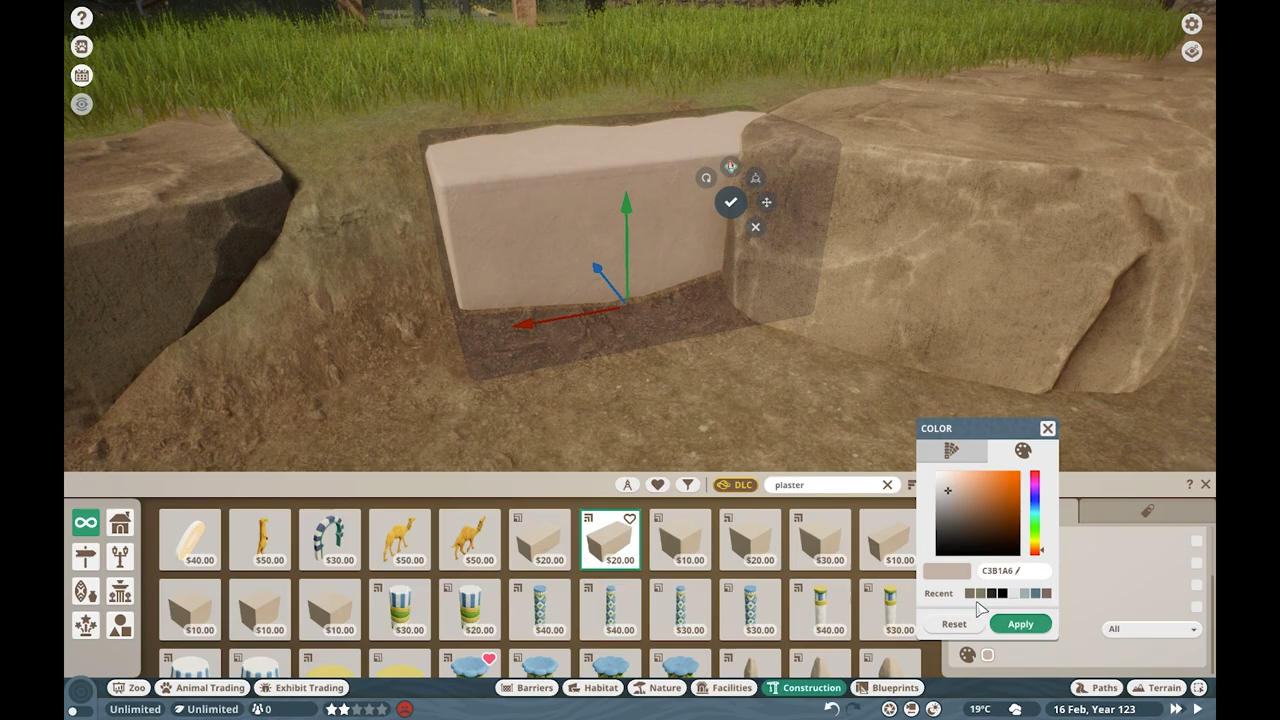 ?
COLOR
DLC
plaster
?
$40.00 $50.00 $30.00 $50.00 $50.00 $20.00 $20.00 $10.00 $20.00 $30.00 $10.00
C3B1A6
Recent
$10.00 $10.00 $10.00 $30.00 $20.00 $40.00 $40.00 $30.00 $30.00 $40.00 $30.00
Reset Apply
All
Zoo Animal Trading Exhibit Trading Barriers Habitat Nature Facilities Construction Blueprints Paths Terrain
Unlimited Unlimited 0 19°C 16 Feb, Year 123